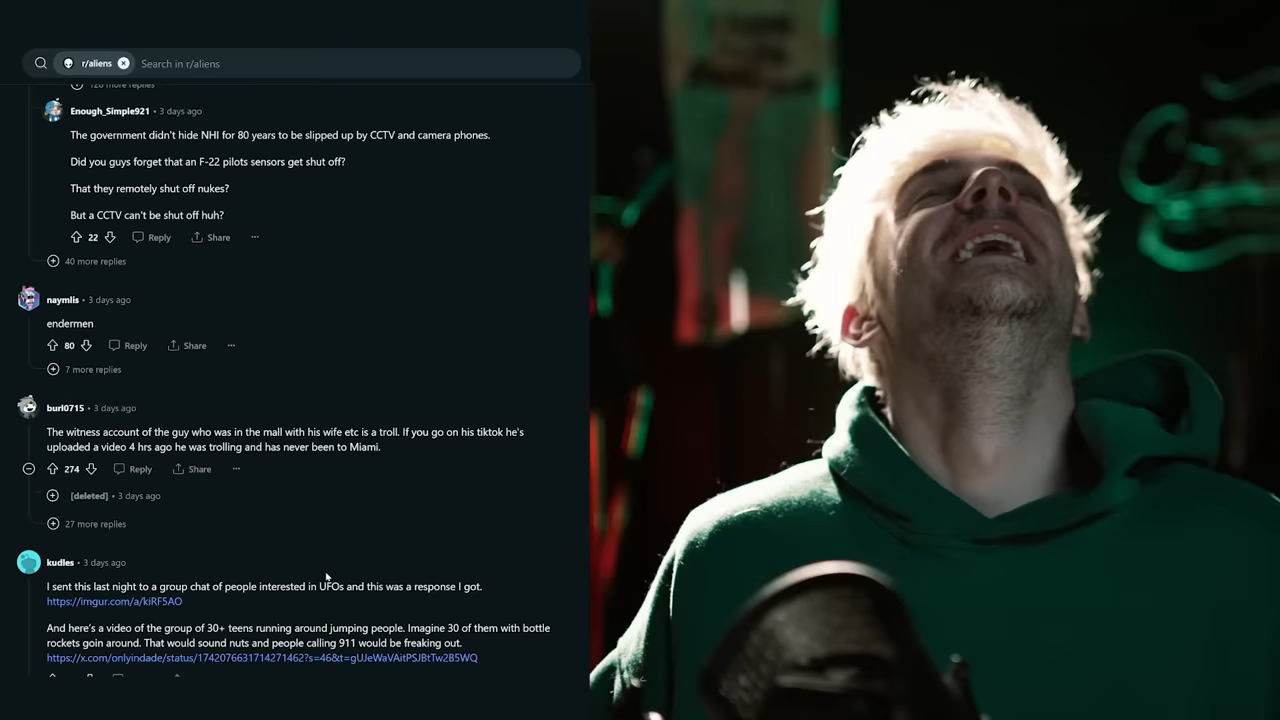 r/aliens
Search in r/aliens
126 more replies
Enough_Simple921 • 3 days ago
The government didn't hide NHI for 80 years to be slipped up by CCTV and camera phones.
Did you guys forget that an F-22 pilots sensors get shut off?
That they remotely shut off nukes?
But a CCTV can't be shut off huh?
22 Reply Share ...
40 more replies
naymlis • 3 days ago
endermen
80 Reply Share ...
7 more replies
burl0715 • 3 days ago
The witness account of the guy who was in the mall with his wife etc is a troll. If you go on his tiktok he's
uploaded a video 4 hrs ago he was trolling and has never been to Miami.
274 Reply Share ...
[deleted] • 3 days ago
27 more replies
kudles • 3 days ago
I sent this last night to a group chat of people interested in UFOs and this was a response I got.
https://imgur.com/a/kiRF5AO
And here's a video of the group of 30+ teens running around jumping people. Imagine 30 of them with bottle
rockets goin around. That would sound nuts and people calling 911 would be freaking out.
https://x.com/onlyindade/status/1742076631714271462?s=46&t=gUJeWaVAitPSJBtTw2B5WQ